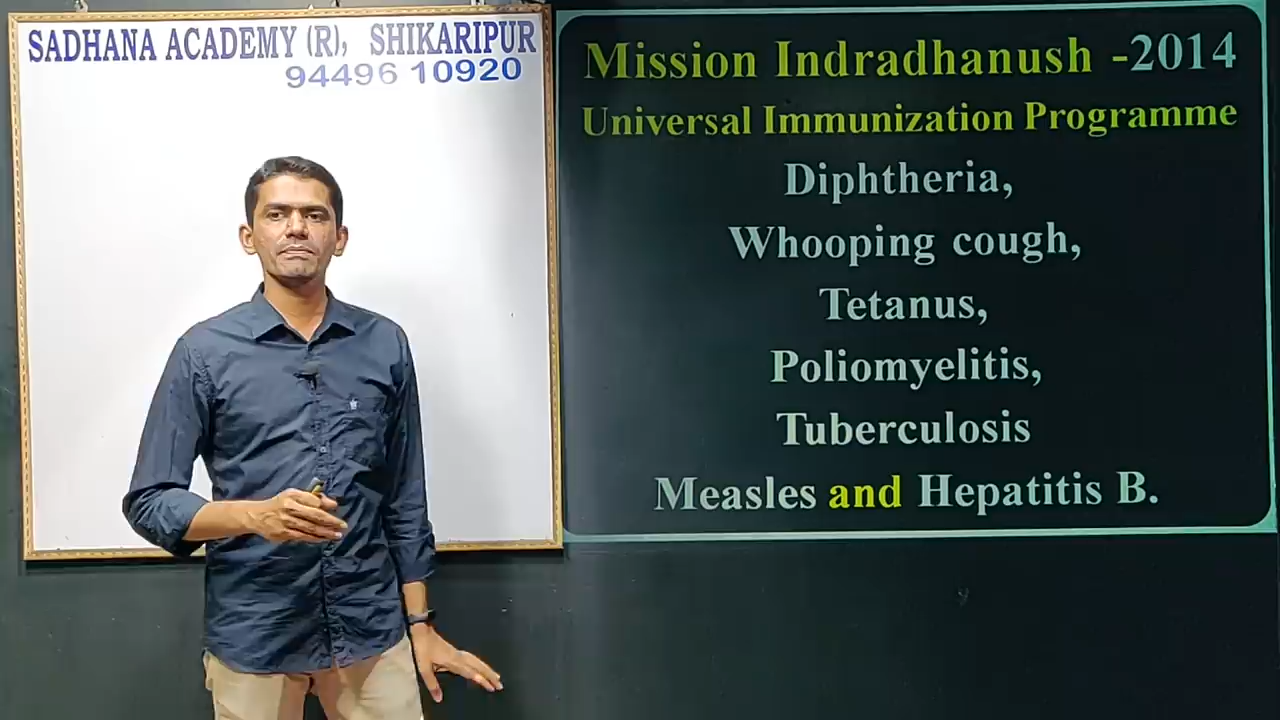 SADHANA ACADEMY (R), SHIKARIPUR
94496 10920
Mission Indradhanush -2014
Universal Immunization Programme
Diphtheria,
Whooping cough,
Tetanus,
Poliomyelitis,
Tuberculosis
Measles and Hepatitis B.